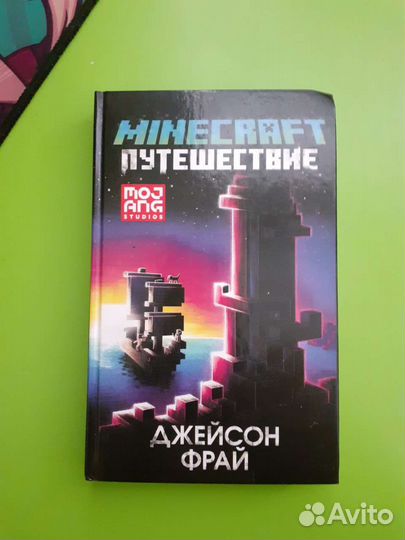 MINECRAFT
ПУТЕШЕСТВИЕ
MOJ
ANG
STUDIOS
ДЖЕЙСОН
ФРАЙ
Avito